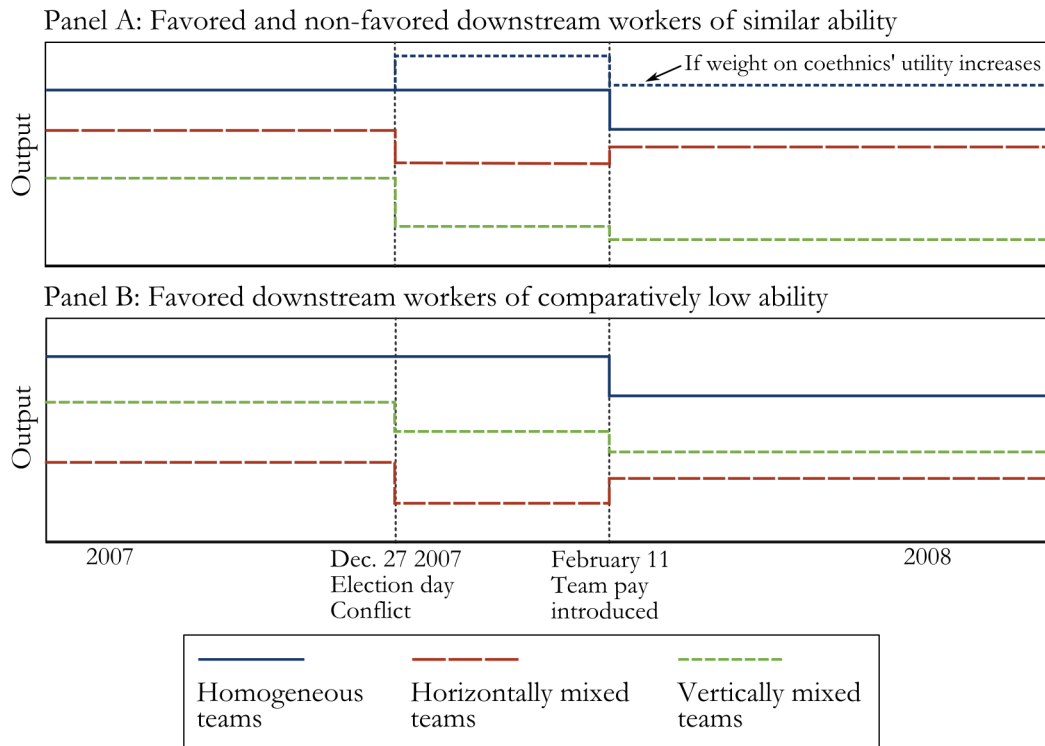 Panel A: Favored and non-favored downstream workers of similar ability
If weight on coethnics' utility increases
Output
Panel B: Favored downstream workers of comparatively low ability
Output
2007
Dec. 27 2007
Election day
Conflict
February 11
Team pay
introduced
2008
Homogeneous
teams
Horizontally mixed
teams
Vertically mixed
teams